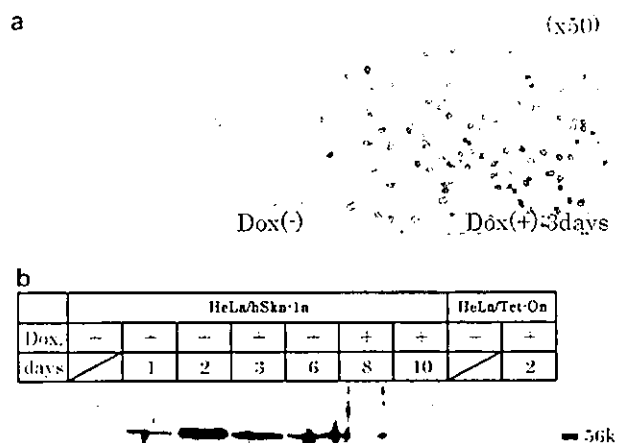 a
(x50)
Dox(-)
Dox(+):3days
b
HeLa/hSkn-1a HeLa/Tet-On
Dox.
days 1 2 3 6 8 10 2
56k